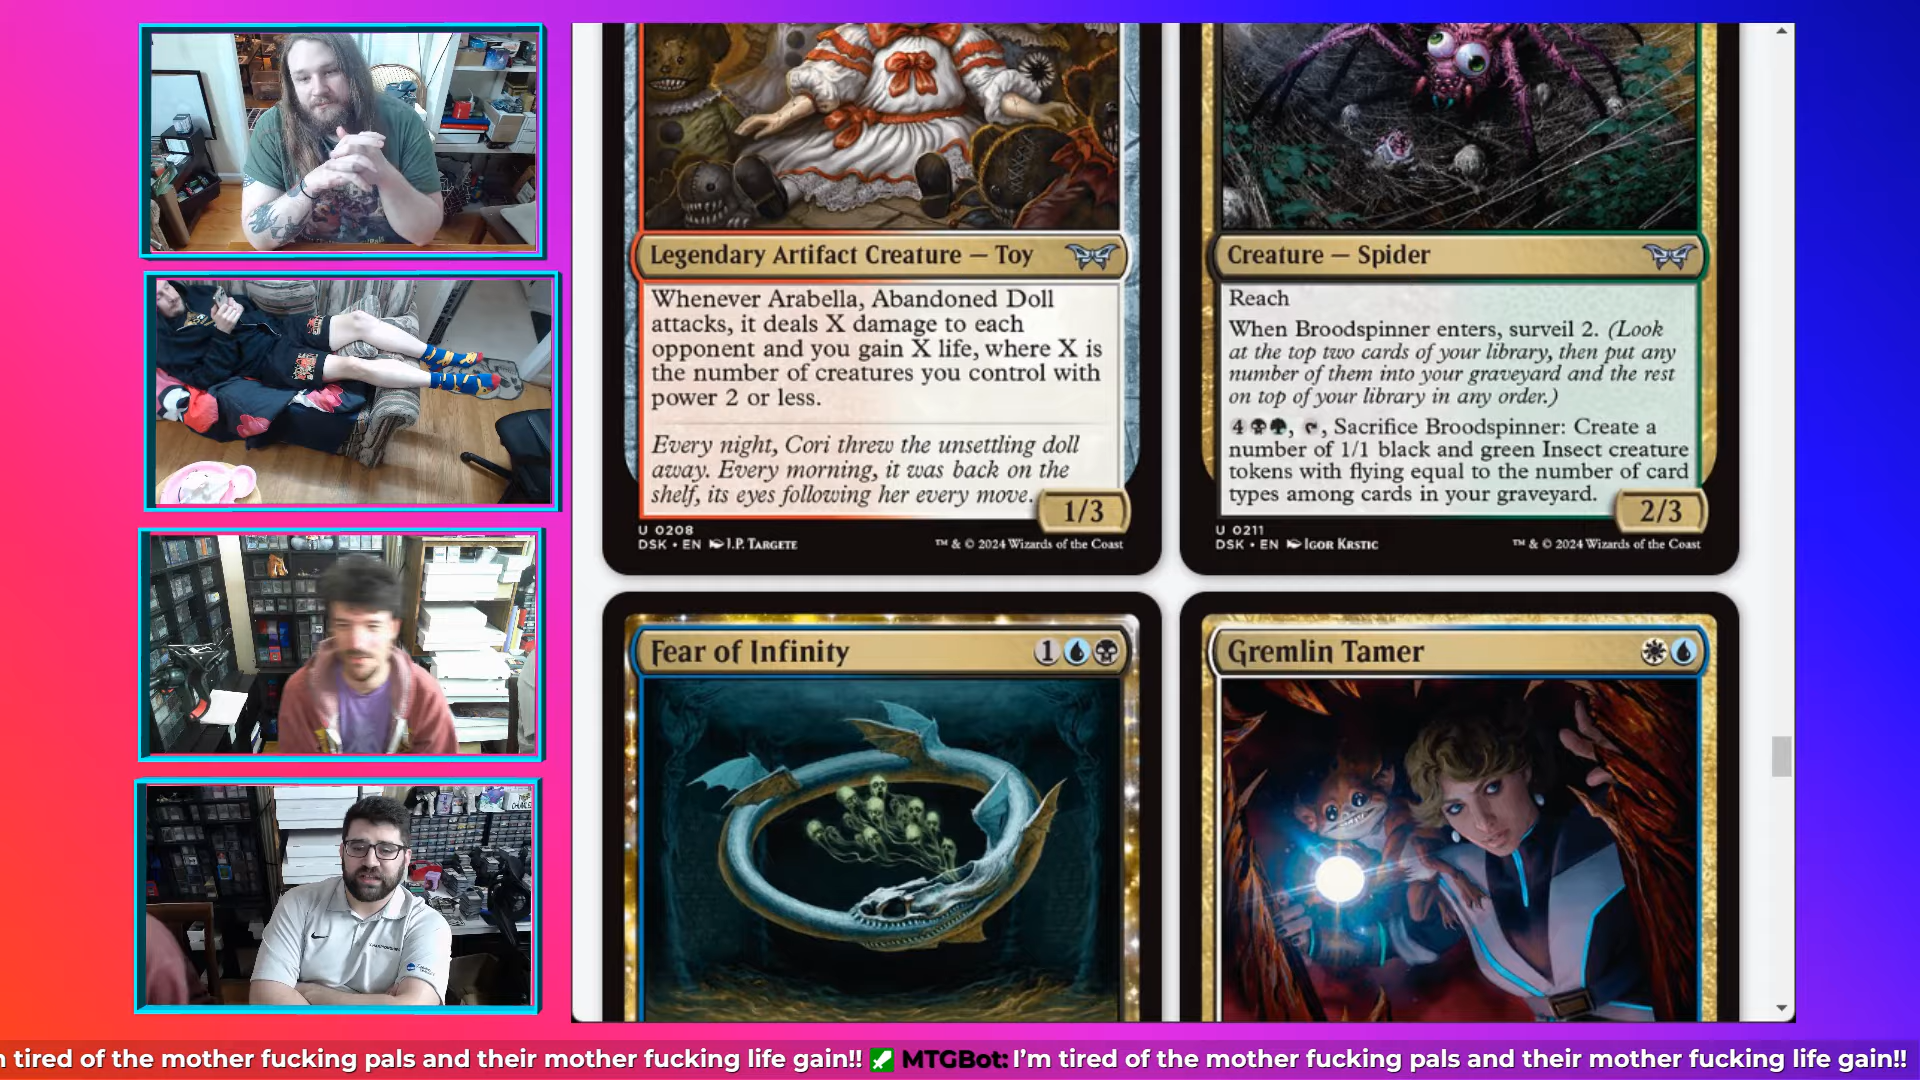 Legendary Artifact Creature — Toy
Whenever Arabella, Abandoned Doll
attacks, it deals X damage to each
opponent and you gain X life, where X is
the number of creatures you control with
power 2 or less.
Every night, Cori threw the unsettling doll
away. Every morning, it was back on the
shelf, its eyes following her every move.
1/3
U 0208
DSK • EN J.P. Targete
™ & © 2024 Wizards of the Coast
Creature — Spider
Reach
When Broodspinner enters, surveil 2. (Look
at the top two cards of your library, then put any
number of them into your graveyard and the rest
on top of your library in any order.)
4, , Sacrifice Broodspinner: Create a
number of 1/1 black and green Insect creature
tokens with flying equal to the number of card
types among cards in your graveyard.
2/3
U 0211
DSK • EN Igor Krstic
™ & © 2024 Wizards of the Coast
Fear of Infinity 1
Gremlin Tamer
n tired of the mother fucking pals and their mother fucking life gain!! MTGBot: I'm tired of the mother fucking pals and their mother fucking life gain!!